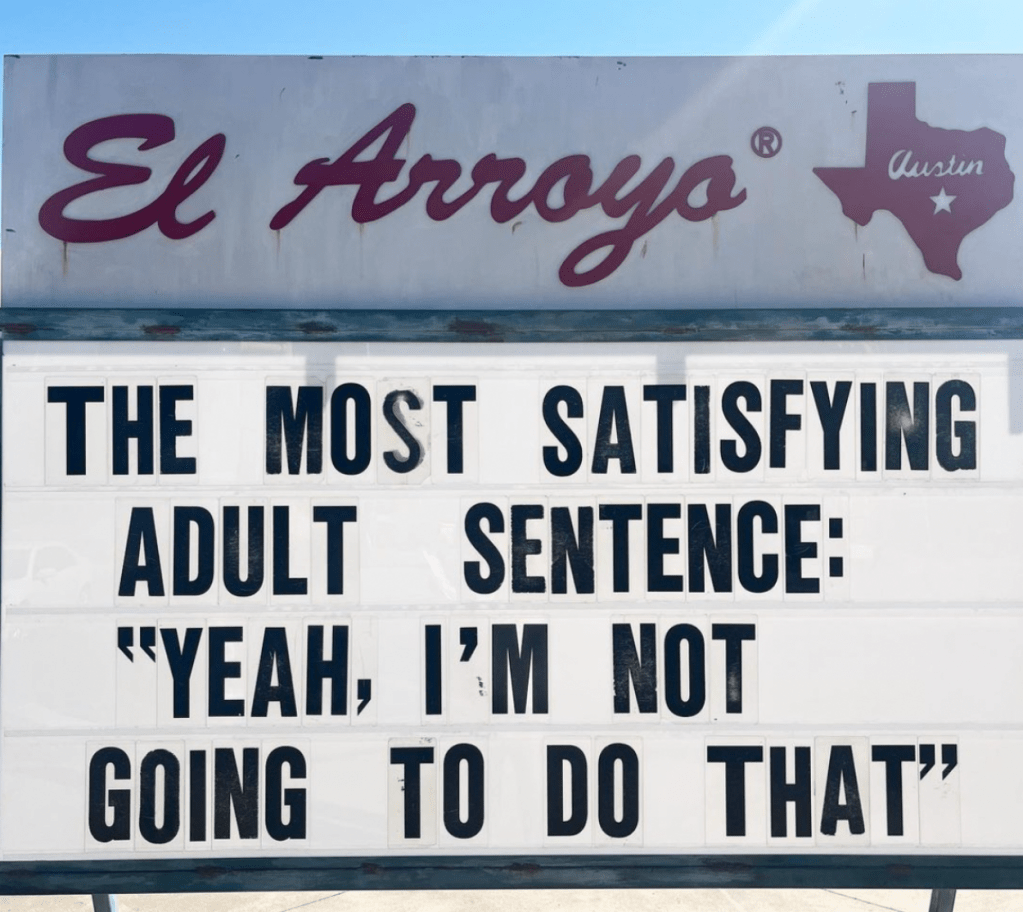 El Arroyo®
Austin
THE MOST SATISFYING
ADULT SENTENCE:
"YEAH, I'M NOT
GOING TO DO THAT"